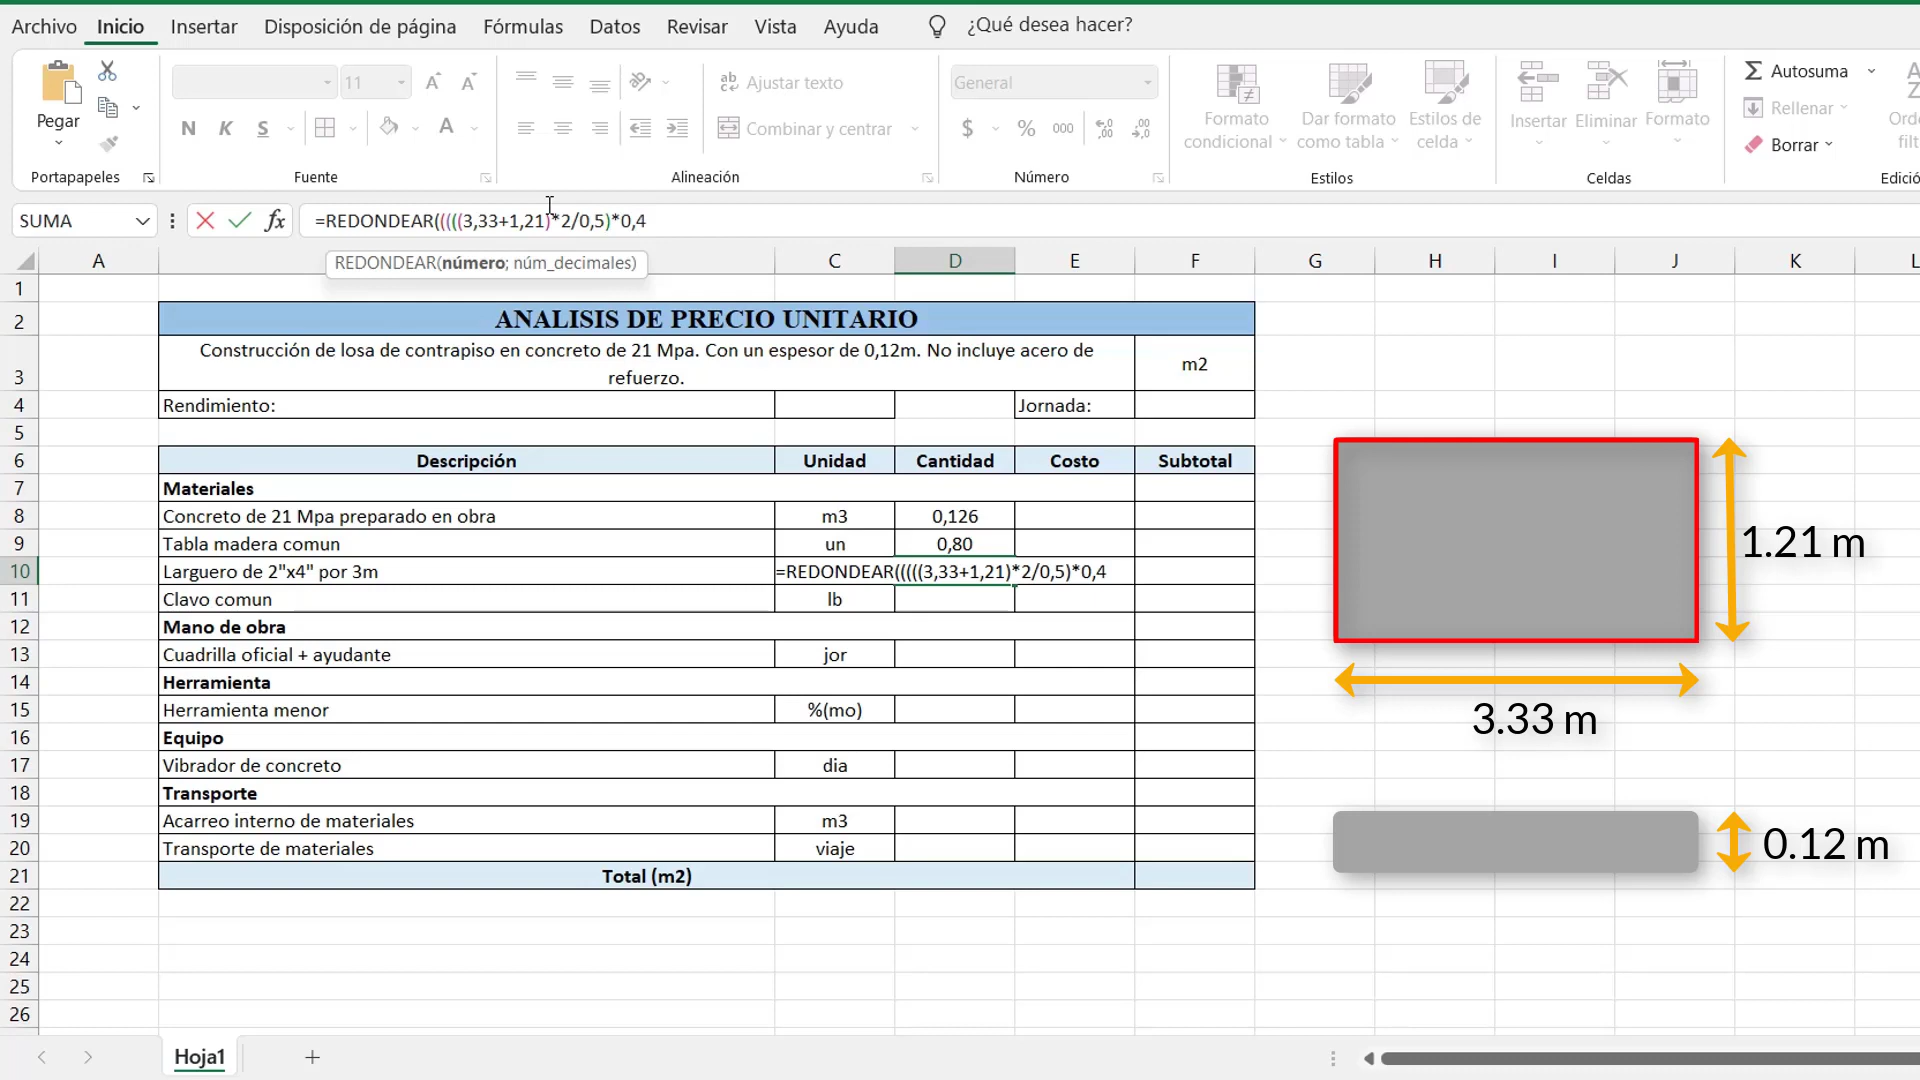 Archivo Inicio Insertar Disposición de página Fórmulas Datos Revisar Vista Ayuda ¿Qué desea hacer?
Pegar
11
N K S A
ab Ajustar texto
Combinar y centrar
General
$ % 000
Formato condicional
Dar formato como tabla
Estilos de celda
Insertar Eliminar Formato
Autosuma
Rellenar
Borrar
Portapapeles Fuente Alineación Número Estilos Celdas
SUMA fx =REDONDEAR(((((3,33+1,21)*2/0,5)*0,4
REDONDEAR(número; núm_decimales)
A C D E F G H I J K L
1
2 ANALISIS DE PRECIO UNITARIO
3 Construcción de losa de contrapiso en concreto de 21 Mpa. Con un espesor de 0,12m. No incluye acero de
refuerzo. m2
4 Rendimiento: Jornada:
5
6 Descripción Unidad Cantidad Costo Subtotal
7 Materiales
8 Concreto de 21 Mpa preparado en obra m3 0,126
9 Tabla madera comun un 0,80
10 Larguero de 2"x4" por 3m =REDONDEAR(((((3,33+1,21)*2/0,5)*0,4
11 Clavo comun lb
12 Mano de obra
13 Cuadrilla oficial + ayudante jor
14 Herramienta
15 Herramienta menor %(mo)
16 Equipo
17 Vibrador de concreto dia
18 Transporte
19 Acarreo interno de materiales m3
20 Transporte de materiales viaje
21 Total (m2)
22
23
24
25
26
1.21 m
3.33 m
0.12 m
Hoja1